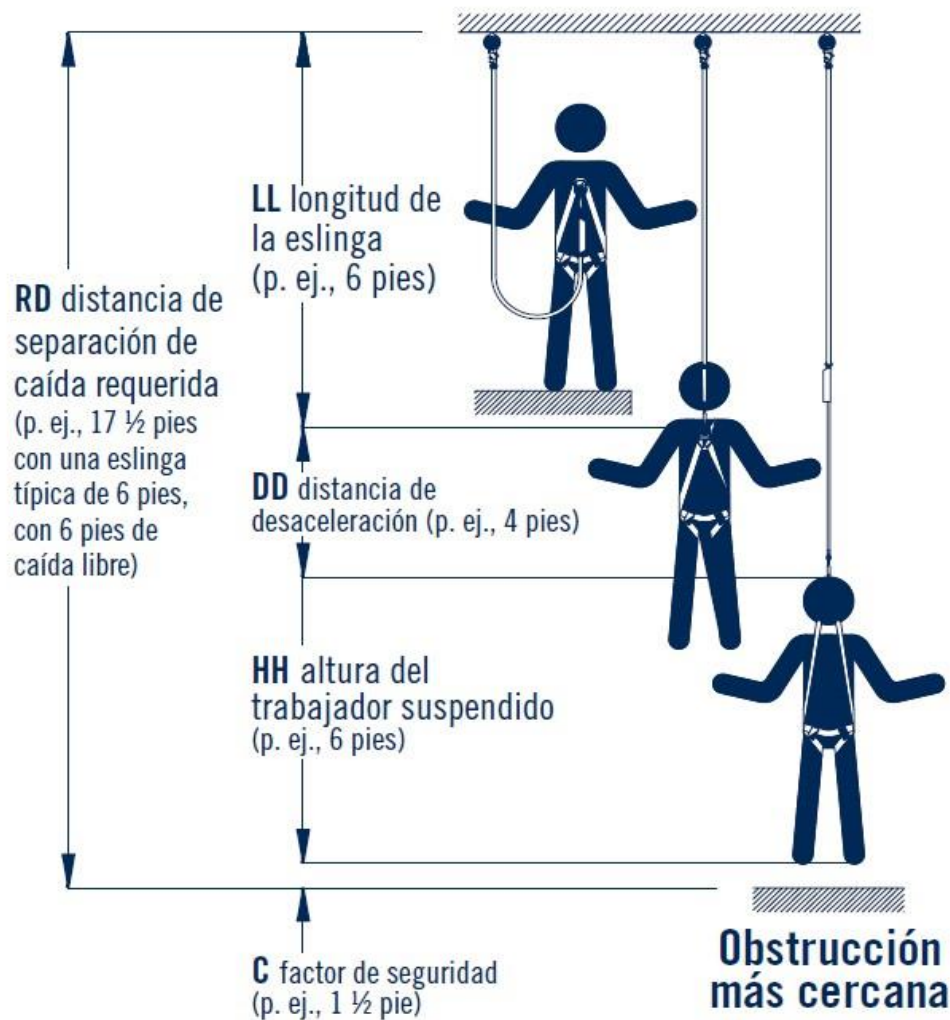 LL longitud de
la eslinga
(p. ej., 6 pies)
RD distancia de
separación de
caída requerida
(p. ej., 17 ½ pies
con una eslinga
típica de 6 pies,
con 6 pies de
caída libre)
DD distancia de
desaceleración (p. ej., 4 pies)
HH altura del
trabajador suspendido
(p. ej., 6 pies)
C factor de seguridad
(p. ej., 1 ½ pie)
Obstrucción
más cercana